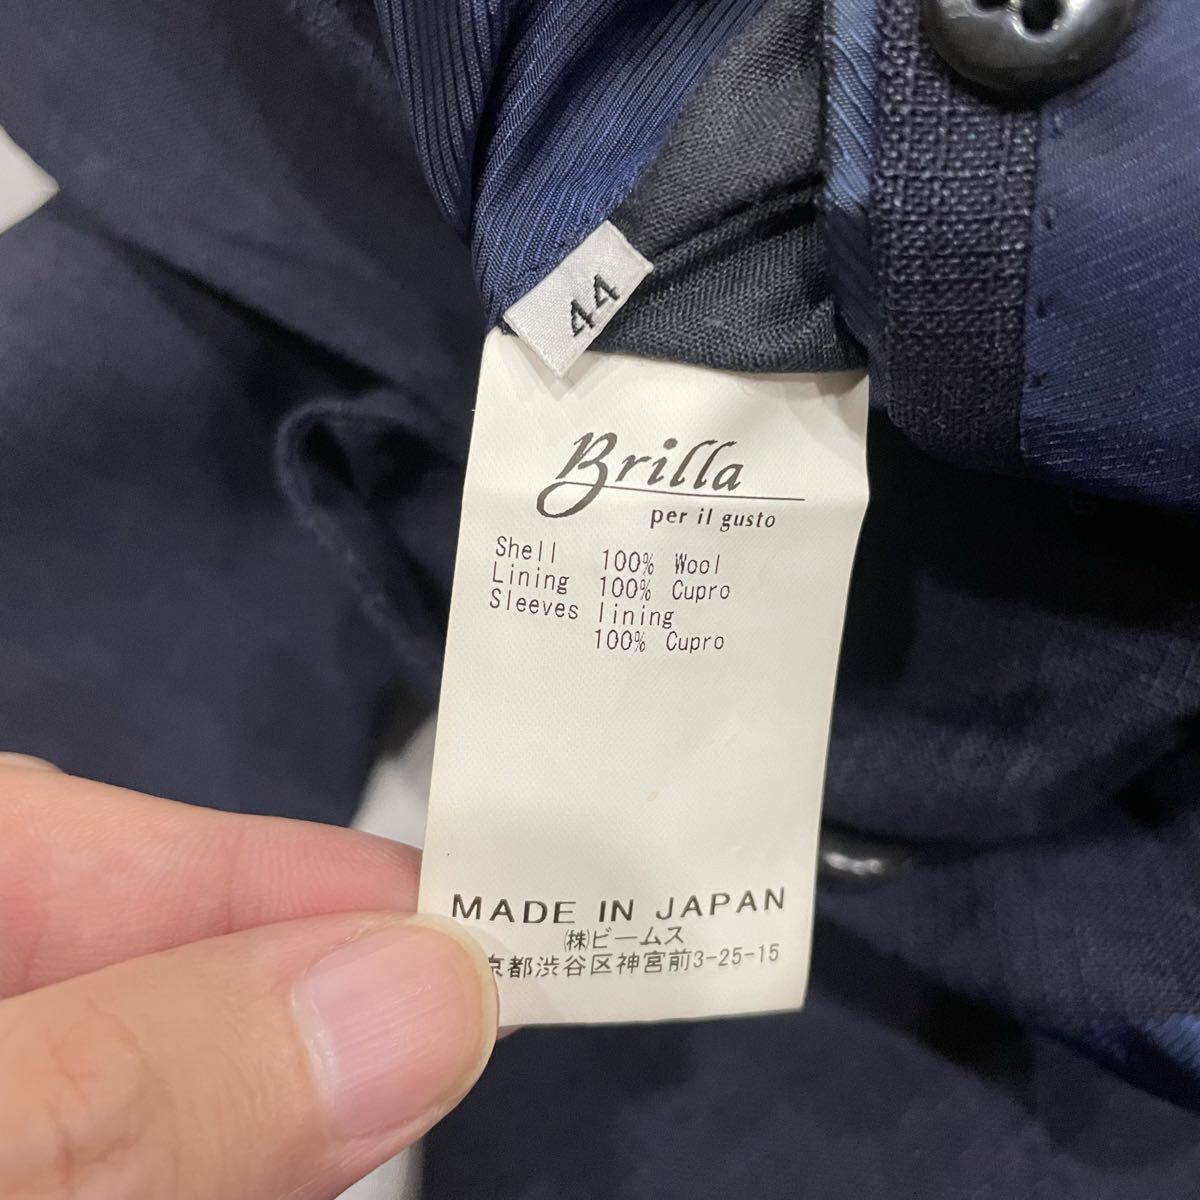 44
Brilla
per il gusto
Shell 100% Wool
Lining 100% Cupro
Sleeves lining
100% Cupro
MADE IN JAPAN
㈱ビームス
京都渋谷区神宮前3-25-15